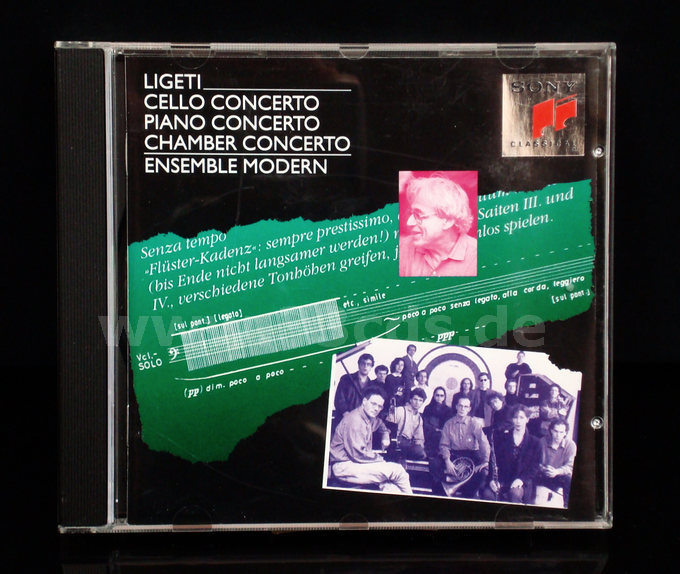 LIGETI
CELLO CONCERTO
PIANO CONCERTO
CHAMBER CONCERTO
ENSEMBLE MODERN
SONY
CLASSICAL
Senza tempo
"Flüster-Kadenz": sempre prestissimo, Saiten III. und
(bis Ende nicht langsamer werden!)
IV., verschiedene Tonhöhen greifen, nlos spielen.
[sul pont.] [legato]
etc., simile
poco a poco senza legato, alla corda, leggiero
[sul pont.]
Vcl.-
SOLO
ppp
(pp) dim. poco a poco